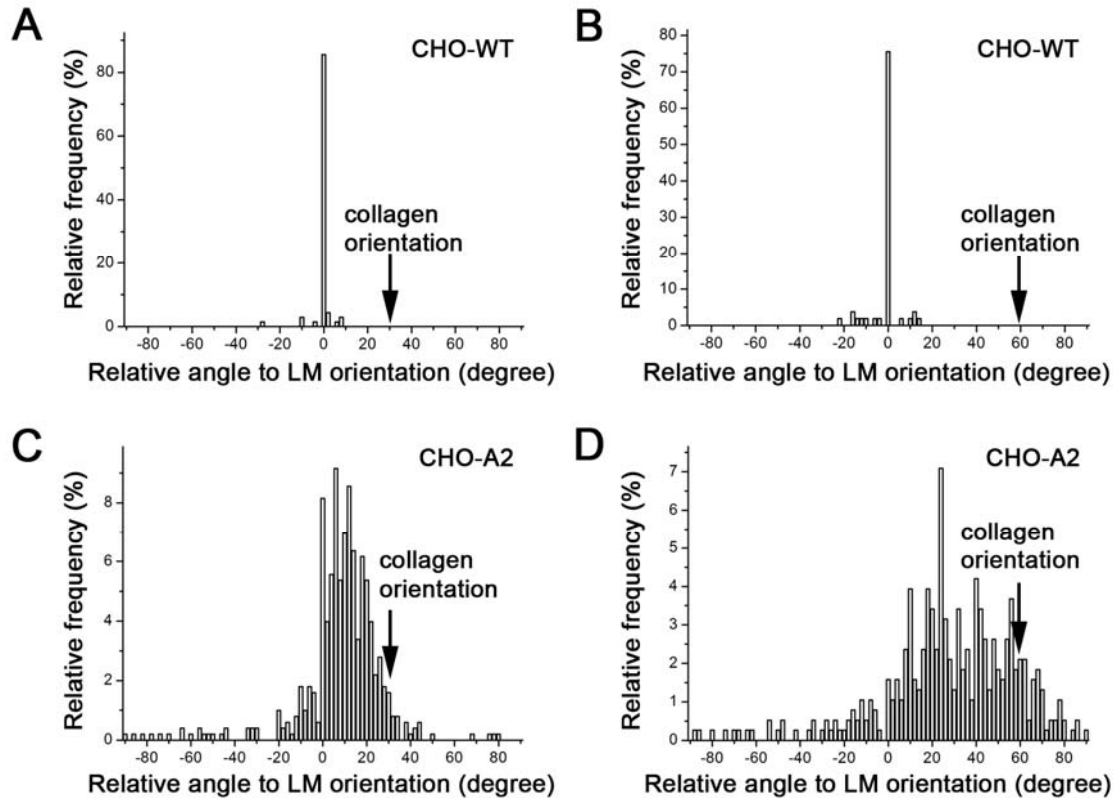 A
CHO-WT
Relative frequency (%)
80
60
40
20
0
collagen
orientation
-80 -60 -40 -20 0 20 40 60 80
Relative angle to LM orientation (degree)
B
CHO-WT
Relative frequency (%)
80
75
70
60
50
40
30
20
10
5
0
collagen
orientation
-80 -60 -40 -20 0 20 40 60 80
Relative angle to LM orientation (degree)
C
CHO-A2
Relative frequency (%)
8
6
4
2
0
collagen
orientation
-80 -60 -40 -20 0 20 40 60 80
Relative angle to LM orientation (degree)
D
CHO-A2
Relative frequency (%)
7
6
5
4
3
2
1
0
collagen
orientation
-80 -60 -40 -20 0 20 40 60 80
Relative angle to LM orientation (degree)